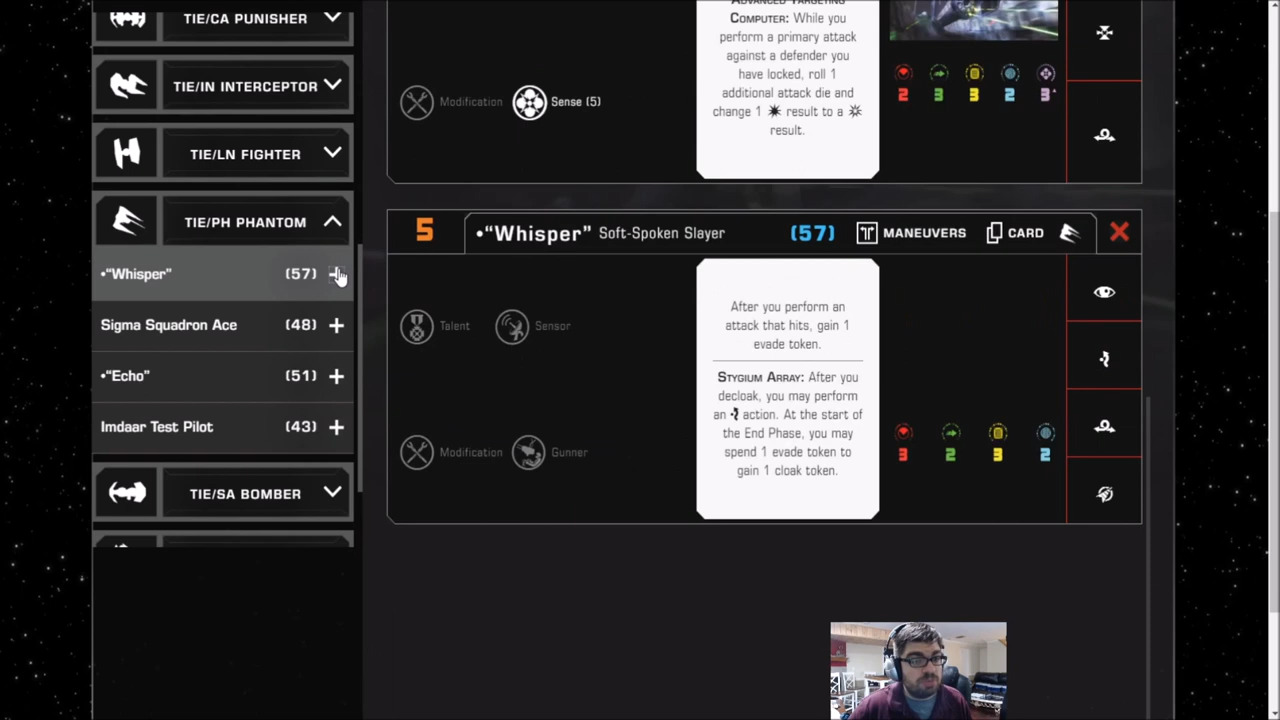 TIE/CA PUNISHER
TIE/IN INTERCEPTOR
TIE/LN FIGHTER
TIE/PH PHANTOM
•“Whisper” (57)
Sigma Squadron Ace (48)
•“Echo” (51)
Imdaar Test Pilot (43)
TIE/SA BOMBER
Modification
Sense (5)
ADVANCED TARGETING
COMPUTER: While you
perform a primary attack
against a defender you
have locked, roll 1
additional attack die and
change 1 result to a
result.
2 3 3 2 3
5 •“Whisper” Soft-Spoken Slayer (57) MANEUVERS CARD
Talent Sensor
Modification Gunner
After you perform an
attack that hits, gain 1
evade token.
STYGIUM ARRAY: After you
decloak, you may perform
an action. At the start of
the End Phase, you may
spend 1 evade token to
gain 1 cloak token.
3 2 3 2